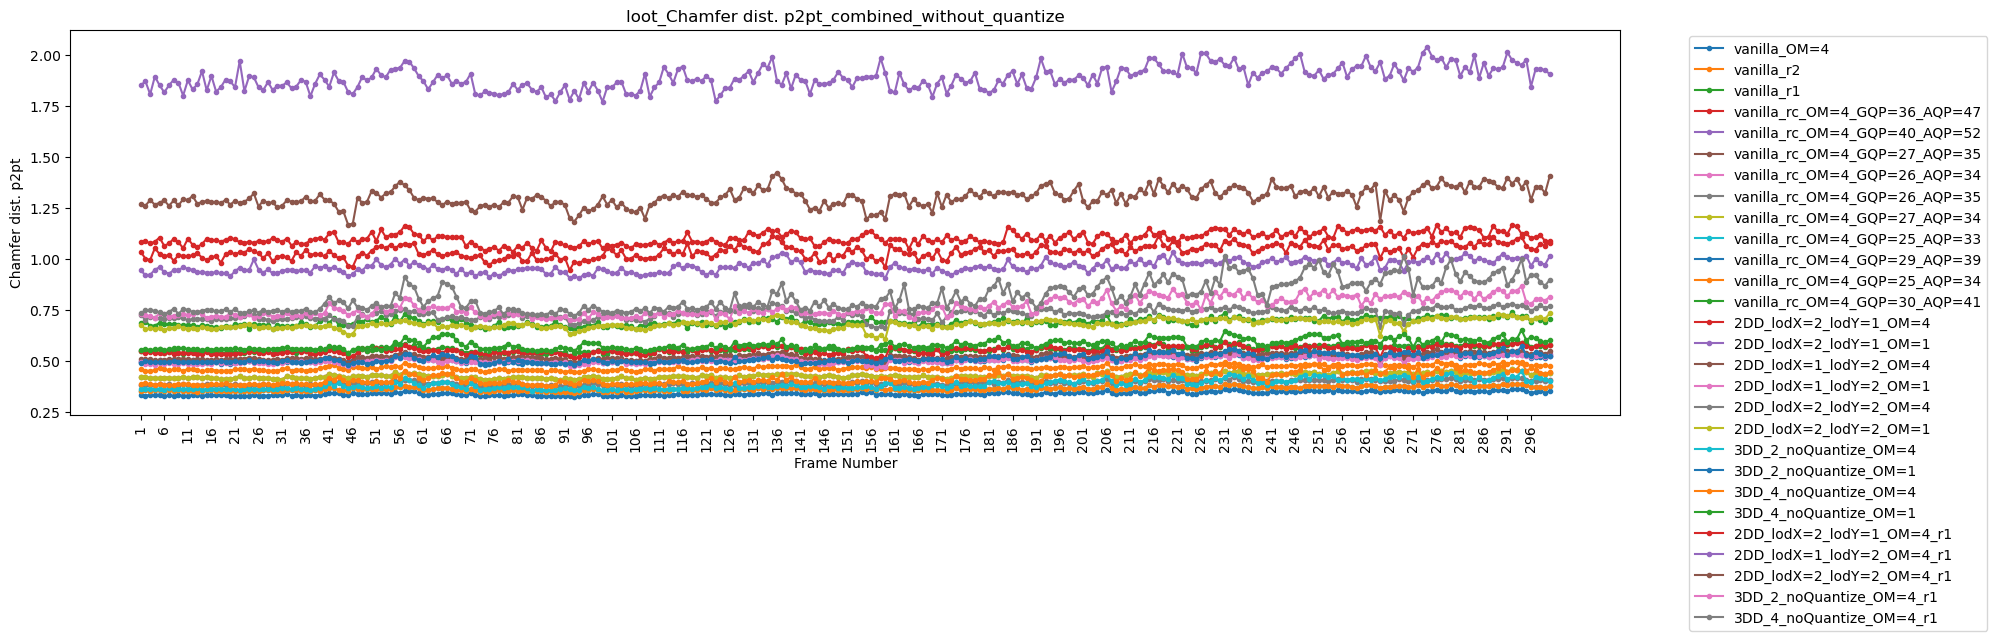 loot_Chamfer dist. p2pt_combined_without_quantize
Chamfer dist. p2pt
2.00
1.75
1.50
1.25
1.00
0.75
0.50
0.25
1 6 11 16 21 26 31 36 41 46 51 56 61 66 71 76 81 86 91 96 101 106 111 116 121 126 131 136 141 146 151 156 161 166 171 176 181 186 191 196 201 206 211 216 221 226 231 236 241 246 251 256 261 266 271 276 281 286 291 296
Frame Number
vanilla_OM=4
vanilla_r2
vanilla_r1
vanilla_rc_OM=4_GQP=36_AQP=47
vanilla_rc_OM=4_GQP=40_AQP=52
vanilla_rc_OM=4_GQP=27_AQP=35
vanilla_rc_OM=4_GQP=26_AQP=34
vanilla_rc_OM=4_GQP=26_AQP=35
vanilla_rc_OM=4_GQP=27_AQP=34
vanilla_rc_OM=4_GQP=25_AQP=33
vanilla_rc_OM=4_GQP=29_AQP=39
vanilla_rc_OM=4_GQP=25_AQP=34
vanilla_rc_OM=4_GQP=30_AQP=41
2DD_lodX=2_lodY=1_OM=4
2DD_lodX=2_lodY=1_OM=1
2DD_lodX=1_lodY=2_OM=4
2DD_lodX=1_lodY=2_OM=1
2DD_lodX=2_lodY=2_OM=4
2DD_lodX=2_lodY=2_OM=1
3DD_2_noQuantize_OM=4
3DD_2_noQuantize_OM=1
3DD_4_noQuantize_OM=4
3DD_4_noQuantize_OM=1
2DD_lodX=2_lodY=1_OM=4_r1
2DD_lodX=1_lodY=2_OM=4_r1
2DD_lodX=2_lodY=2_OM=4_r1
3DD_2_noQuantize_OM=4_r1
3DD_4_noQuantize_OM=4_r1